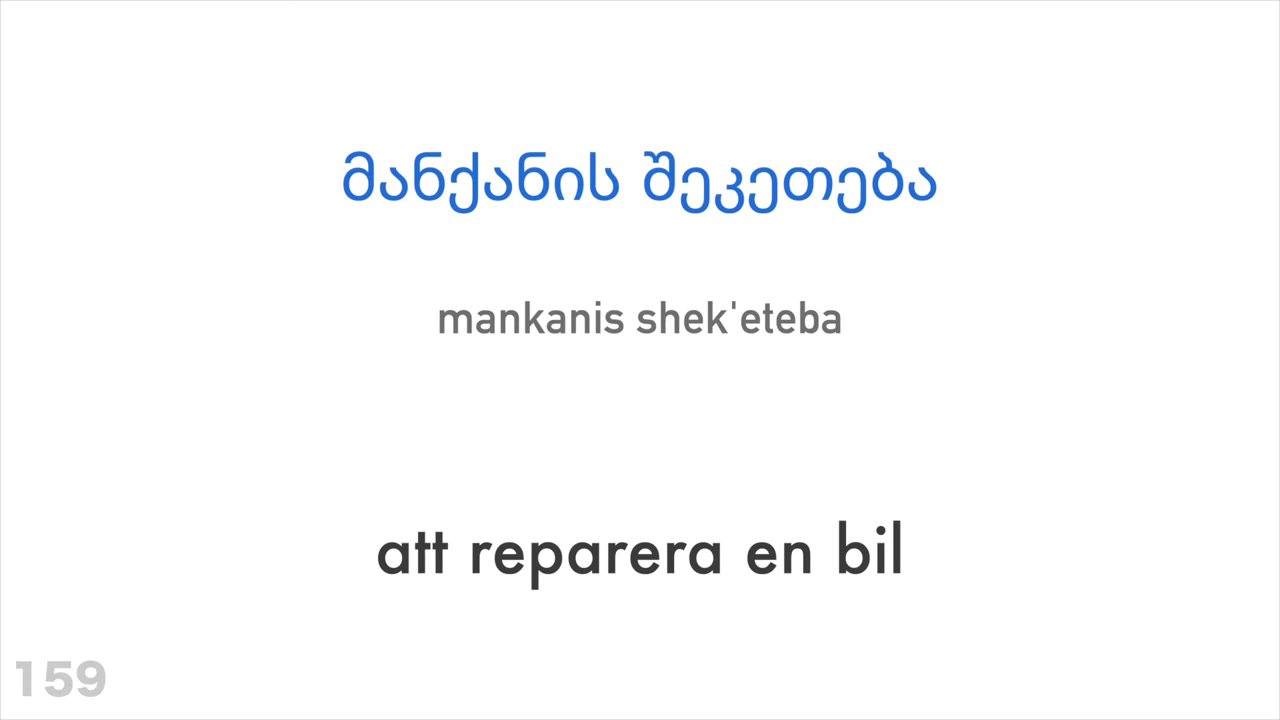 მანქანის შეკეთება
mankanis shek'eteba
att reparera en bil
159